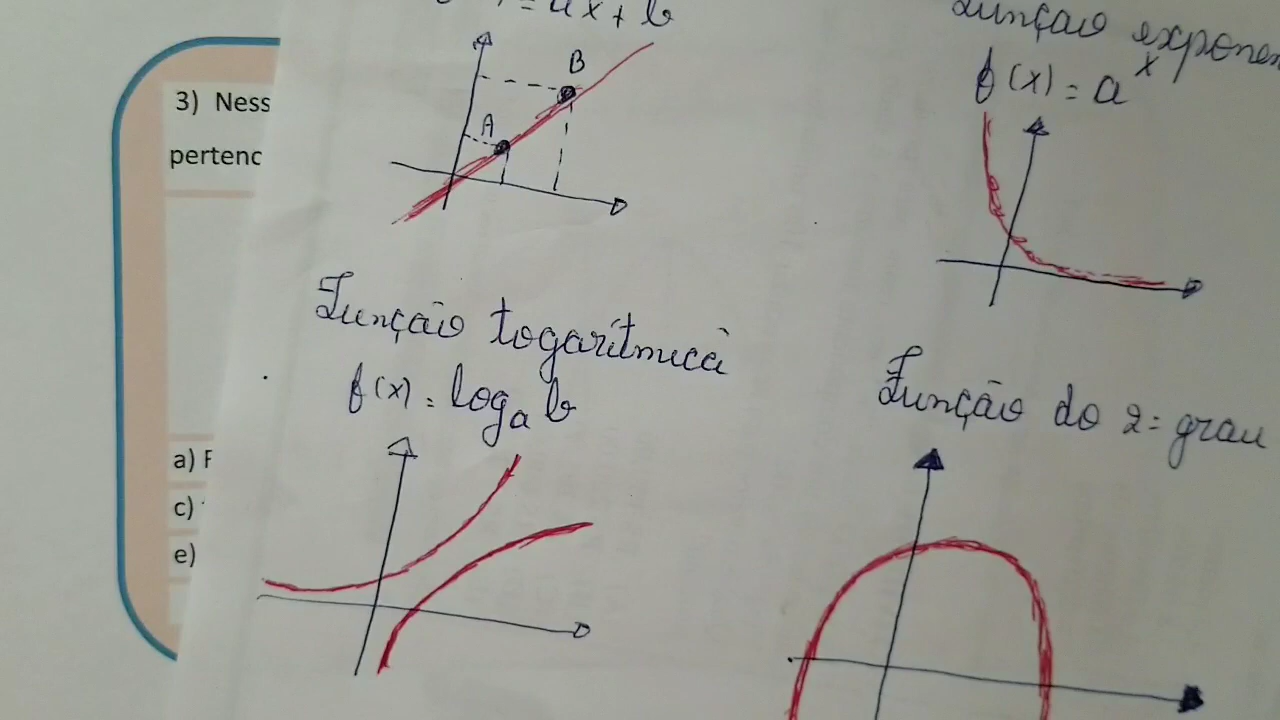 = ax + b
B
A
3) Ness
pertenc
Função exponen
f(x) = a^x
Função logarítmica
f(x) = log_a b
Função do 2º grau
a) F
c)
e)